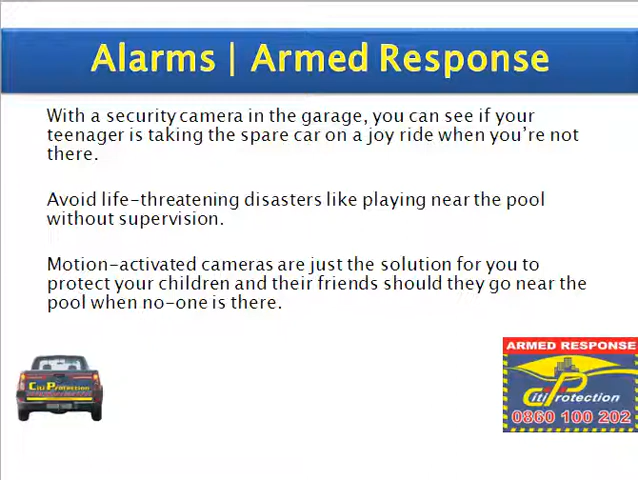 Alarms | Armed Response
With a security camera in the garage, you can see if your
teenager is taking the spare car on a joy ride when you're not
there.
Avoid life-threatening disasters like playing near the pool
without supervision.
Motion-activated cameras are just the solution for you to
protect your children and their friends should they go near the
pool when no-one is there.
Citi Protection
ARMED RESPONSE
Citi Protection
0860 100 202